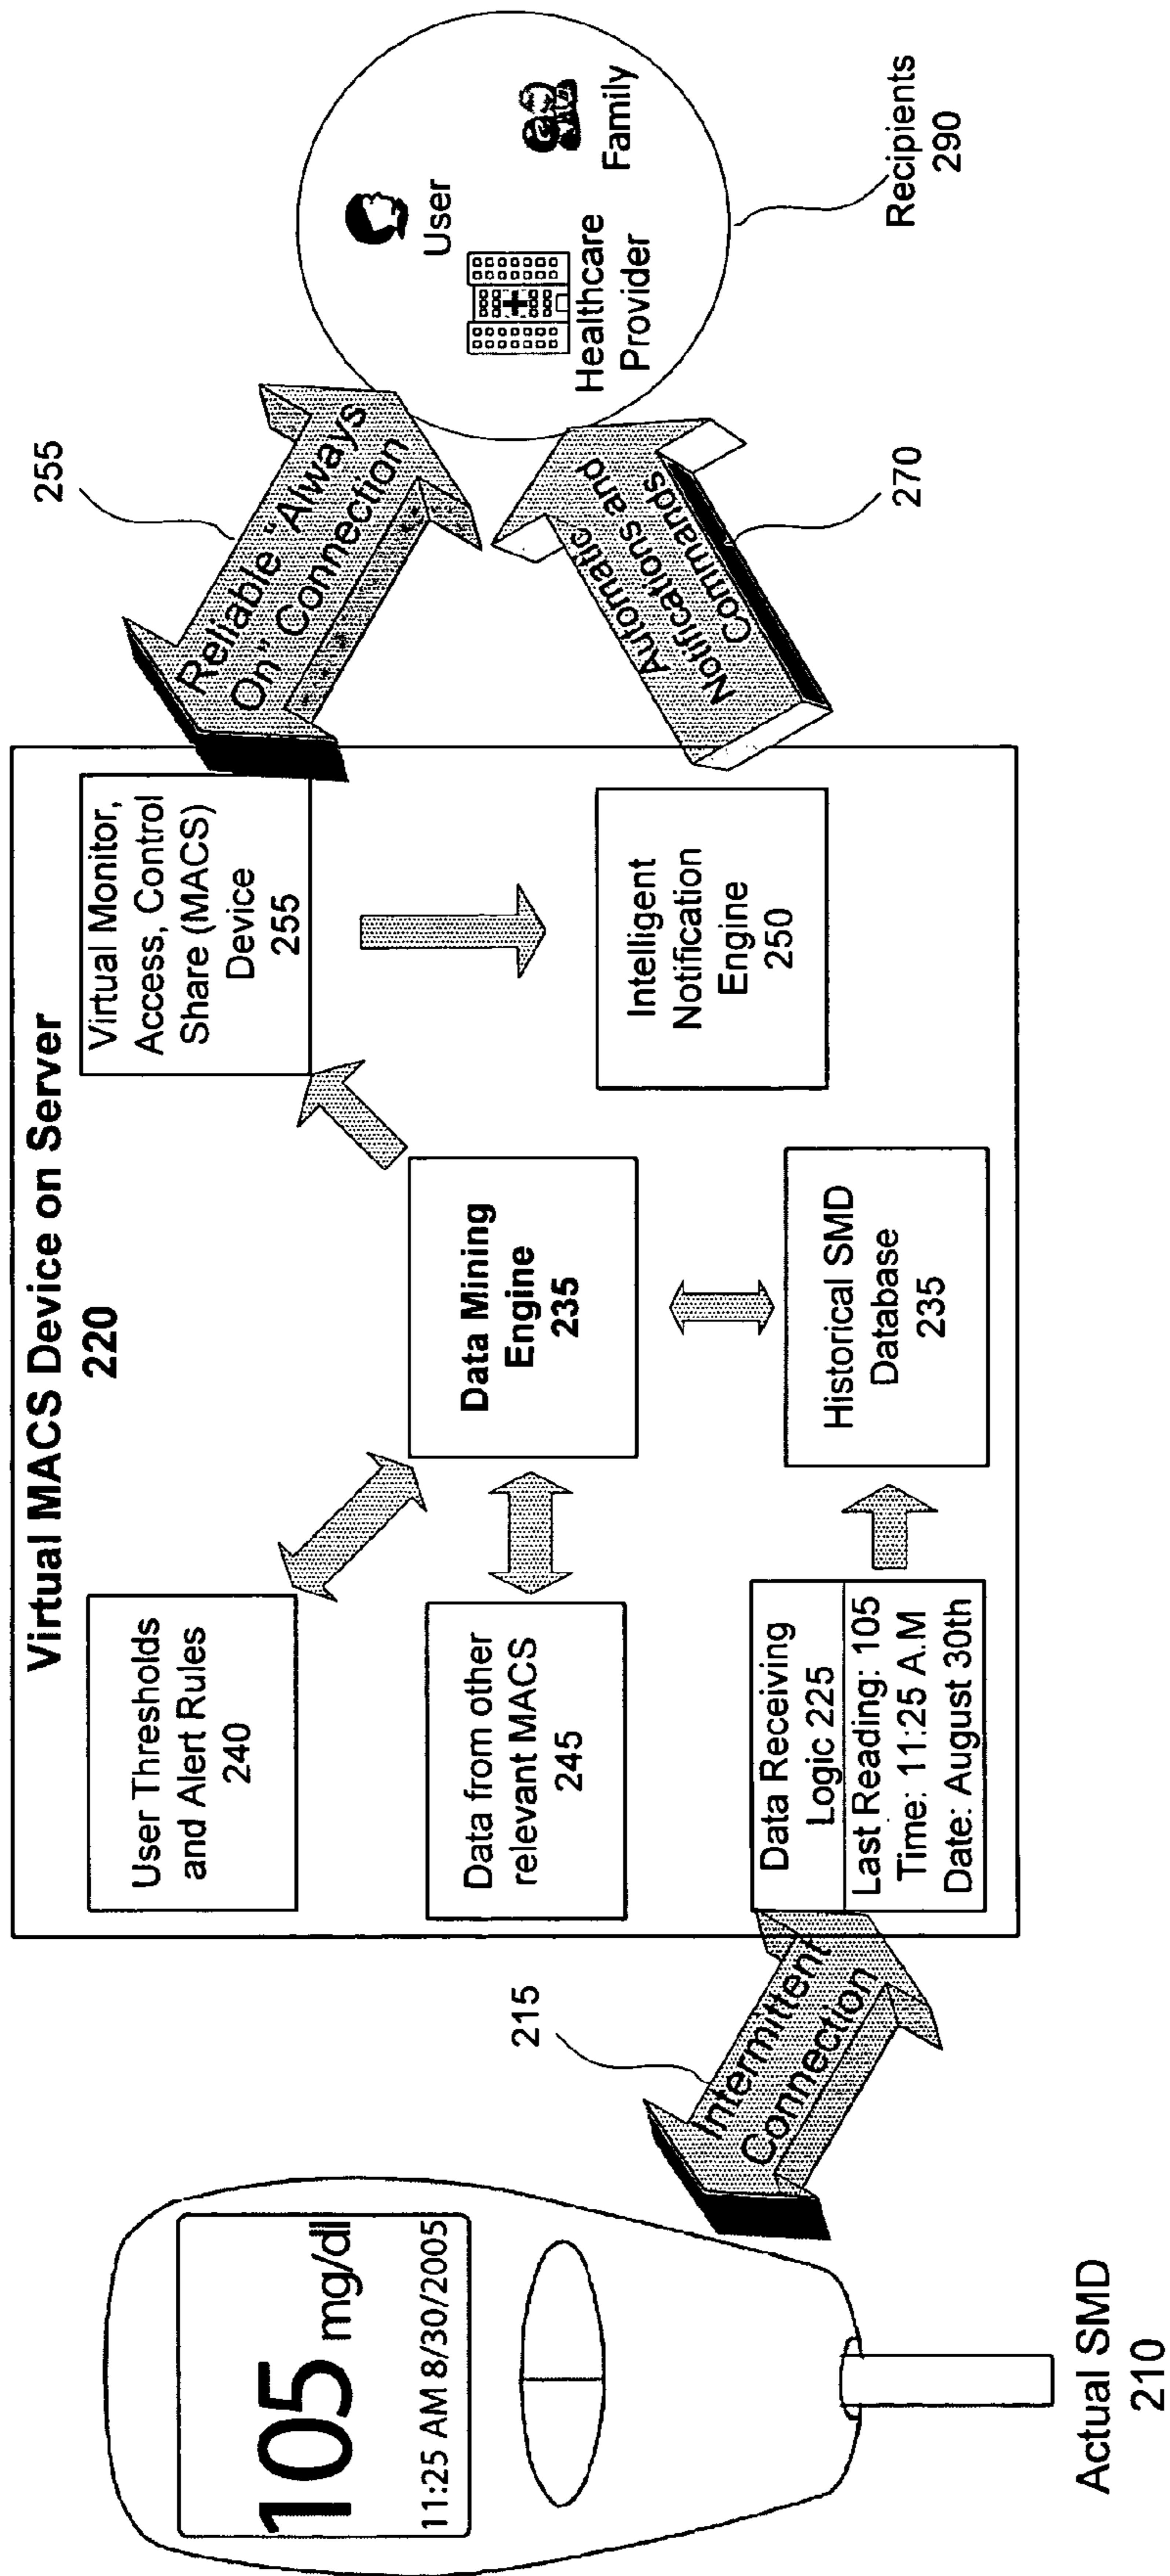 Virtual MACS Device on Server
220
105 mg/dl
11:25 AM 8/30/2005
Actual SMD
210
215
Intermittent
Connection
User Thresholds
and Alert Rules
240
Data from other
relevant MACS
245
Data Receiving
Logic 225
Last Reading: 105
Time: 11:25 A.M
Date: August 30th
Data Mining
Engine
235
Historical SMD
Database
235
Virtual Monitor,
Access, Control
Share (MACS)
Device
255
Intelligent
Notification
Engine
250
255
Reliable “Always
On” Connection
Automatic
Notifications and
Commands
270
User
Healthcare
Provider
Family
Recipients
290